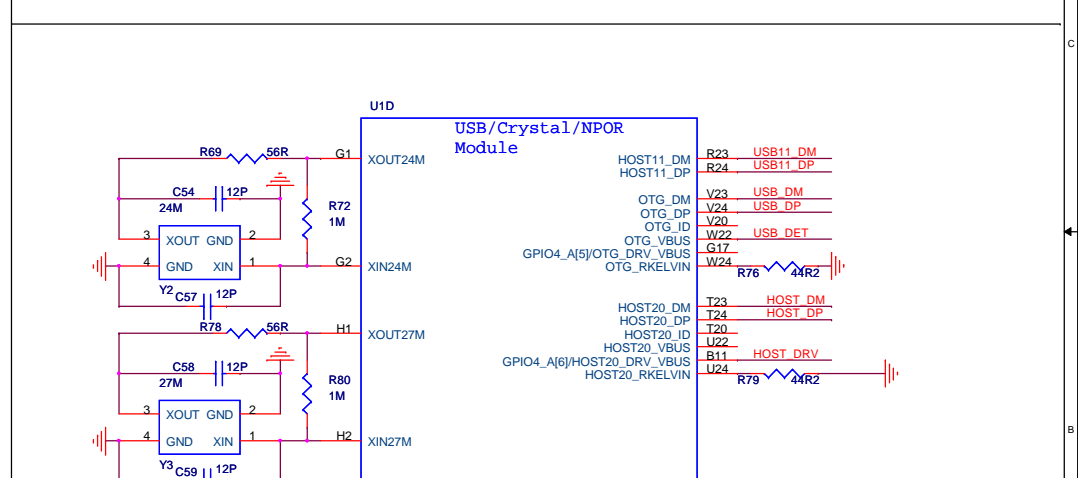 C
U1D
USB/Crystal/NPOR
Module
R69 56R G1 XOUT24M
C54 12P
24M
R72
1M
3 XOUT GND 2
4 GND XIN 1 G2 XIN24M
Y2 C57 12P
R78 56R H1 XOUT27M
C58 12P
27M
R80
1M
3 XOUT GND 2
4 GND XIN 1 H2 XIN27M
Y3 C59 12P
HOST11_DM R23 USB11_DM
HOST11_DP R24 USB11_DP
OTG_DM V23 USB_DM
OTG_DP V24 USB_DP
OTG_ID V20
OTG_VBUS W22 USB_DET
GPIO4_A[5]/OTG_DRV_VBUS G17
OTG_RKELVIN W24 R76 44R2
HOST20_DM T23 HOST_DM
HOST20_DP T24 HOST_DP
HOST20_ID T20
HOST20_VBUS U22
GPIO4_A[6]/HOST20_DRV_VBUS B11 HOST_DRV
HOST20_RKELVIN U24 R79 44R2
B